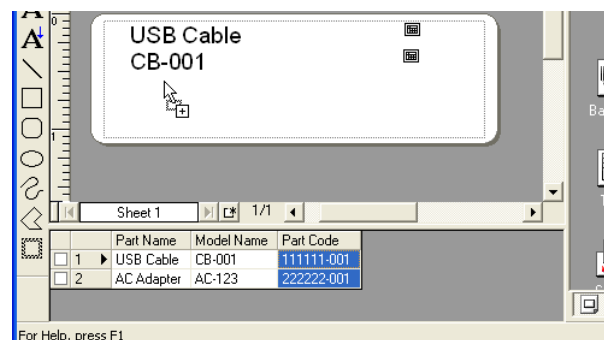 USB Cable
CB-001
Sheet 1 1/1
Part Name Model Name Part Code
1 USB Cable CB-001 111111-001
2 AC Adapter AC-123 222222-001
For Help, press F1